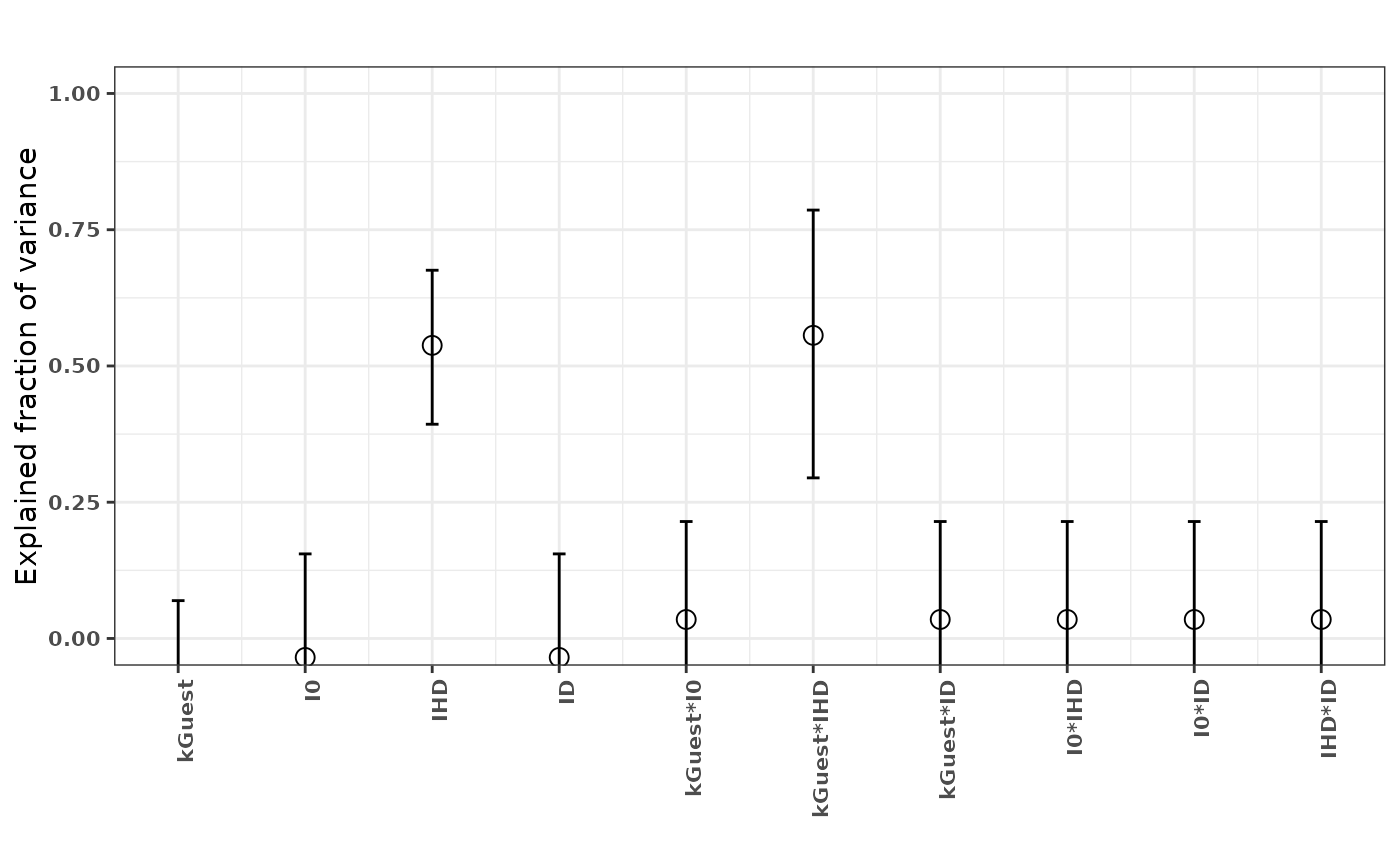 Explained fraction of variance
1.00
0.75
0.50
0.25
0.00
kGuest
I0
IHD
ID
kGuest*I0
kGuest*IHD
kGuest*ID
I0*IHD
I0*ID
IHD*ID